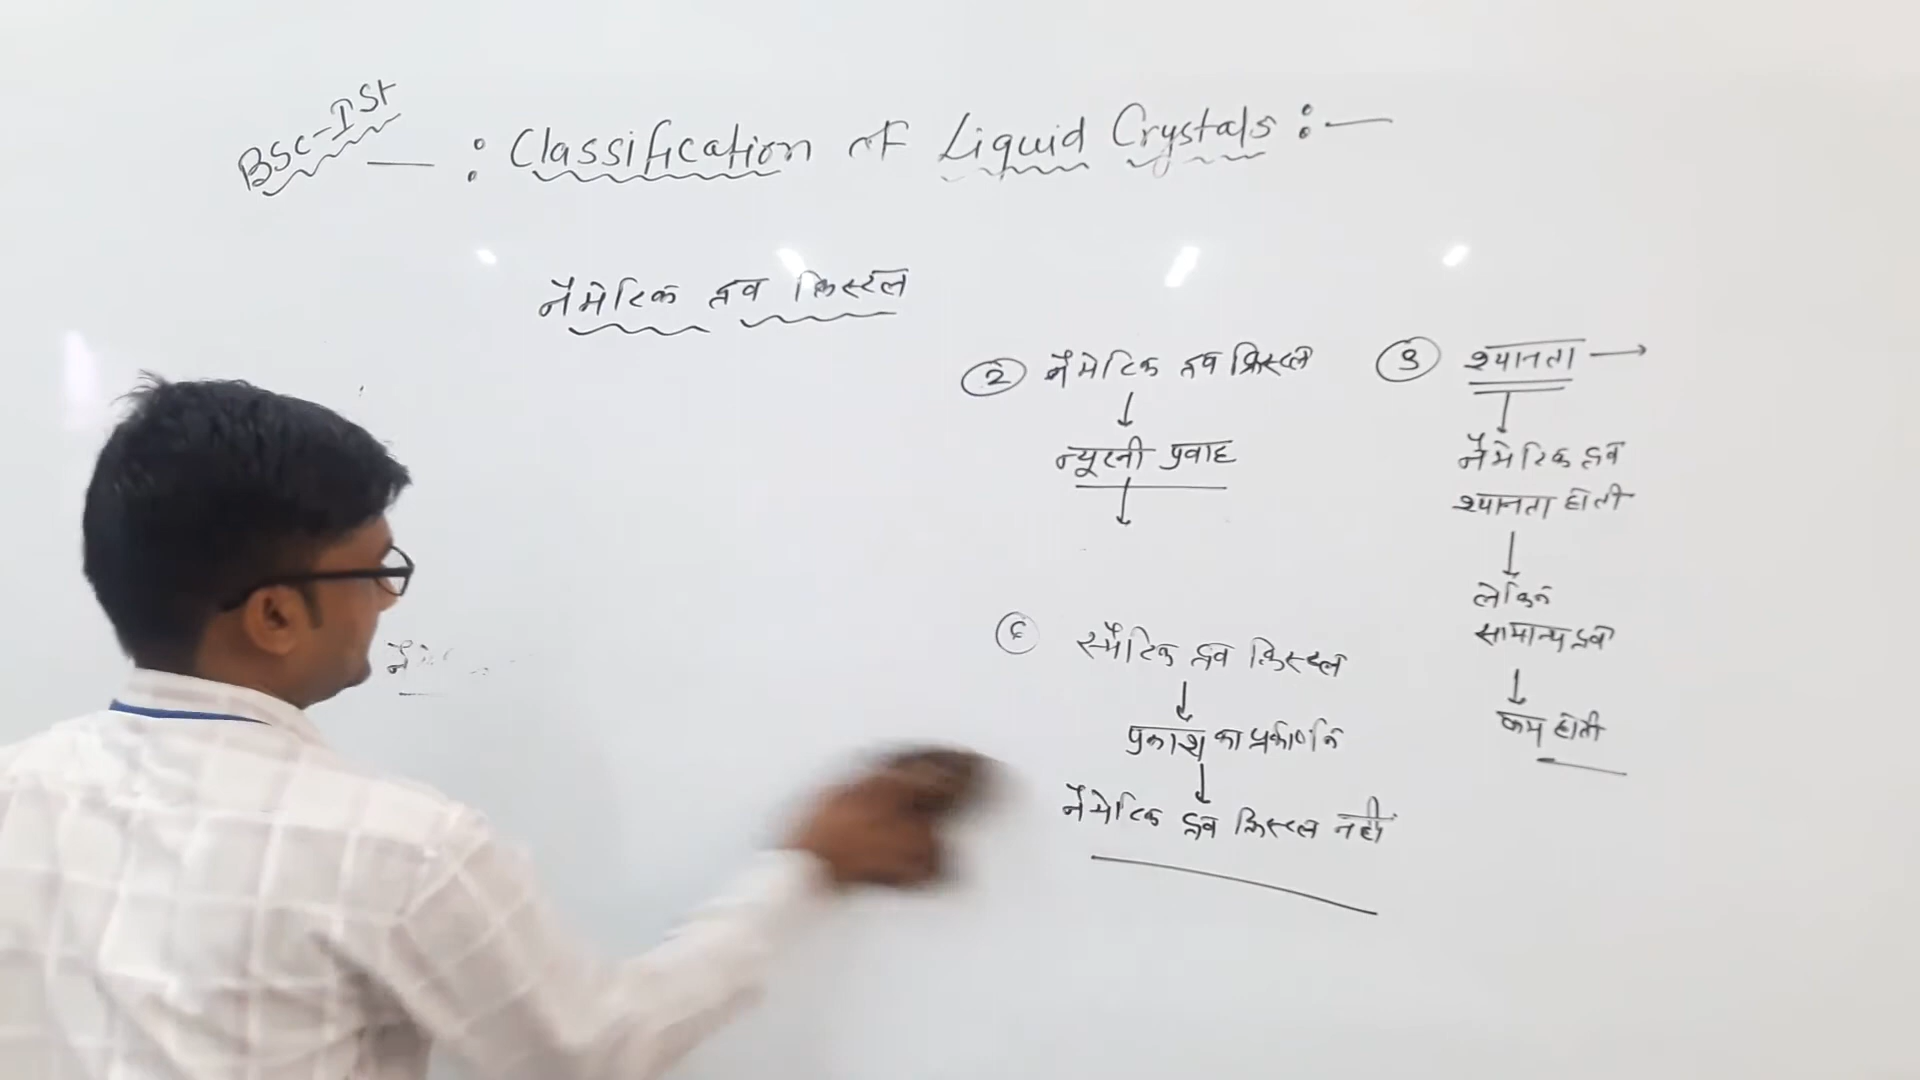 BSC-Ist
: Classification of Liquid Crystals :-
नैमेटिक द्रव क्रिस्टल
② नैमेटिक द्रव क्रिस्टल
न्यूटनी प्रवाह
③ श्यानता →
नैमेटिक द्रव
श्यानता होती
लेकिन
सामान्य द्रवो
कम होती
स्मैटिक द्रव क्रिस्टल
प्रकाश का प्रकीर्णन
नैमेटिक द्रव क्रिस्टल नही